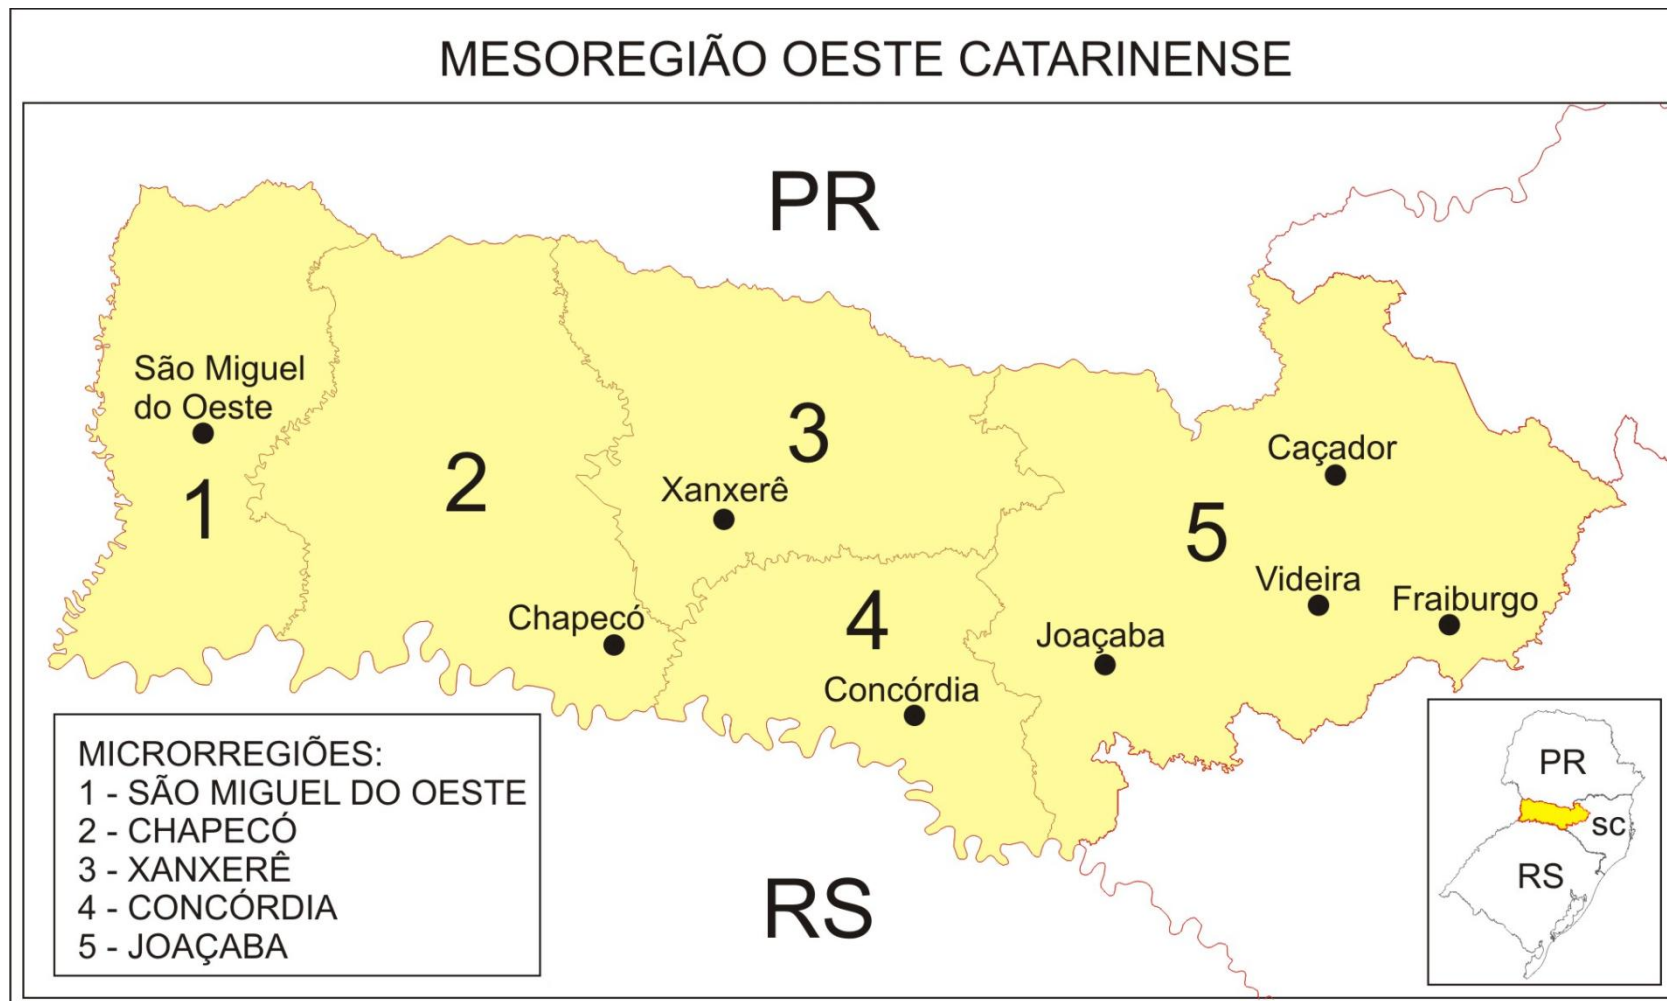 MESOREGIÃO OESTE CATARINENSE
PR
São Miguel
do Oeste
1
2
3
Xanxerê
Chapecó
4
Concórdia
5
Caçador
Videira
Fraiburgo
Joaçaba
RS
MICRORREGIÕES:
1 - SÃO MIGUEL DO OESTE
2 - CHAPECÓ
3 - XANXERÊ
4 - CONCÓRDIA
5 - JOAÇABA
PR
SC
RS